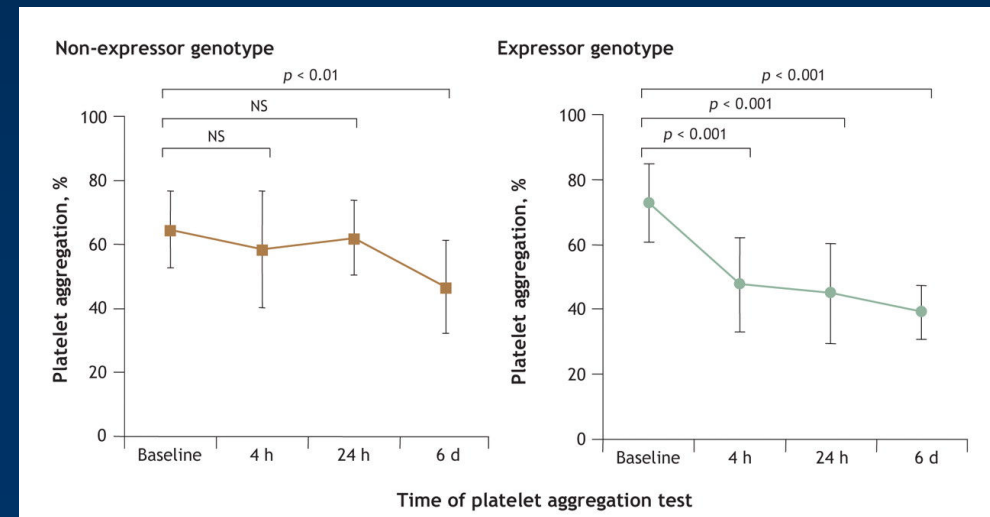 Non-expressor genotype
p < 0.01
NS
NS
Platelet aggregation, %
100
80
60
40
20
0
Baseline 4 h 24 h 6 d
Expressor genotype
p < 0.001
p < 0.001
p < 0.001
Platelet aggregation, %
100
80
60
40
20
0
Baseline 4 h 24 h 6 d
Time of platelet aggregation test